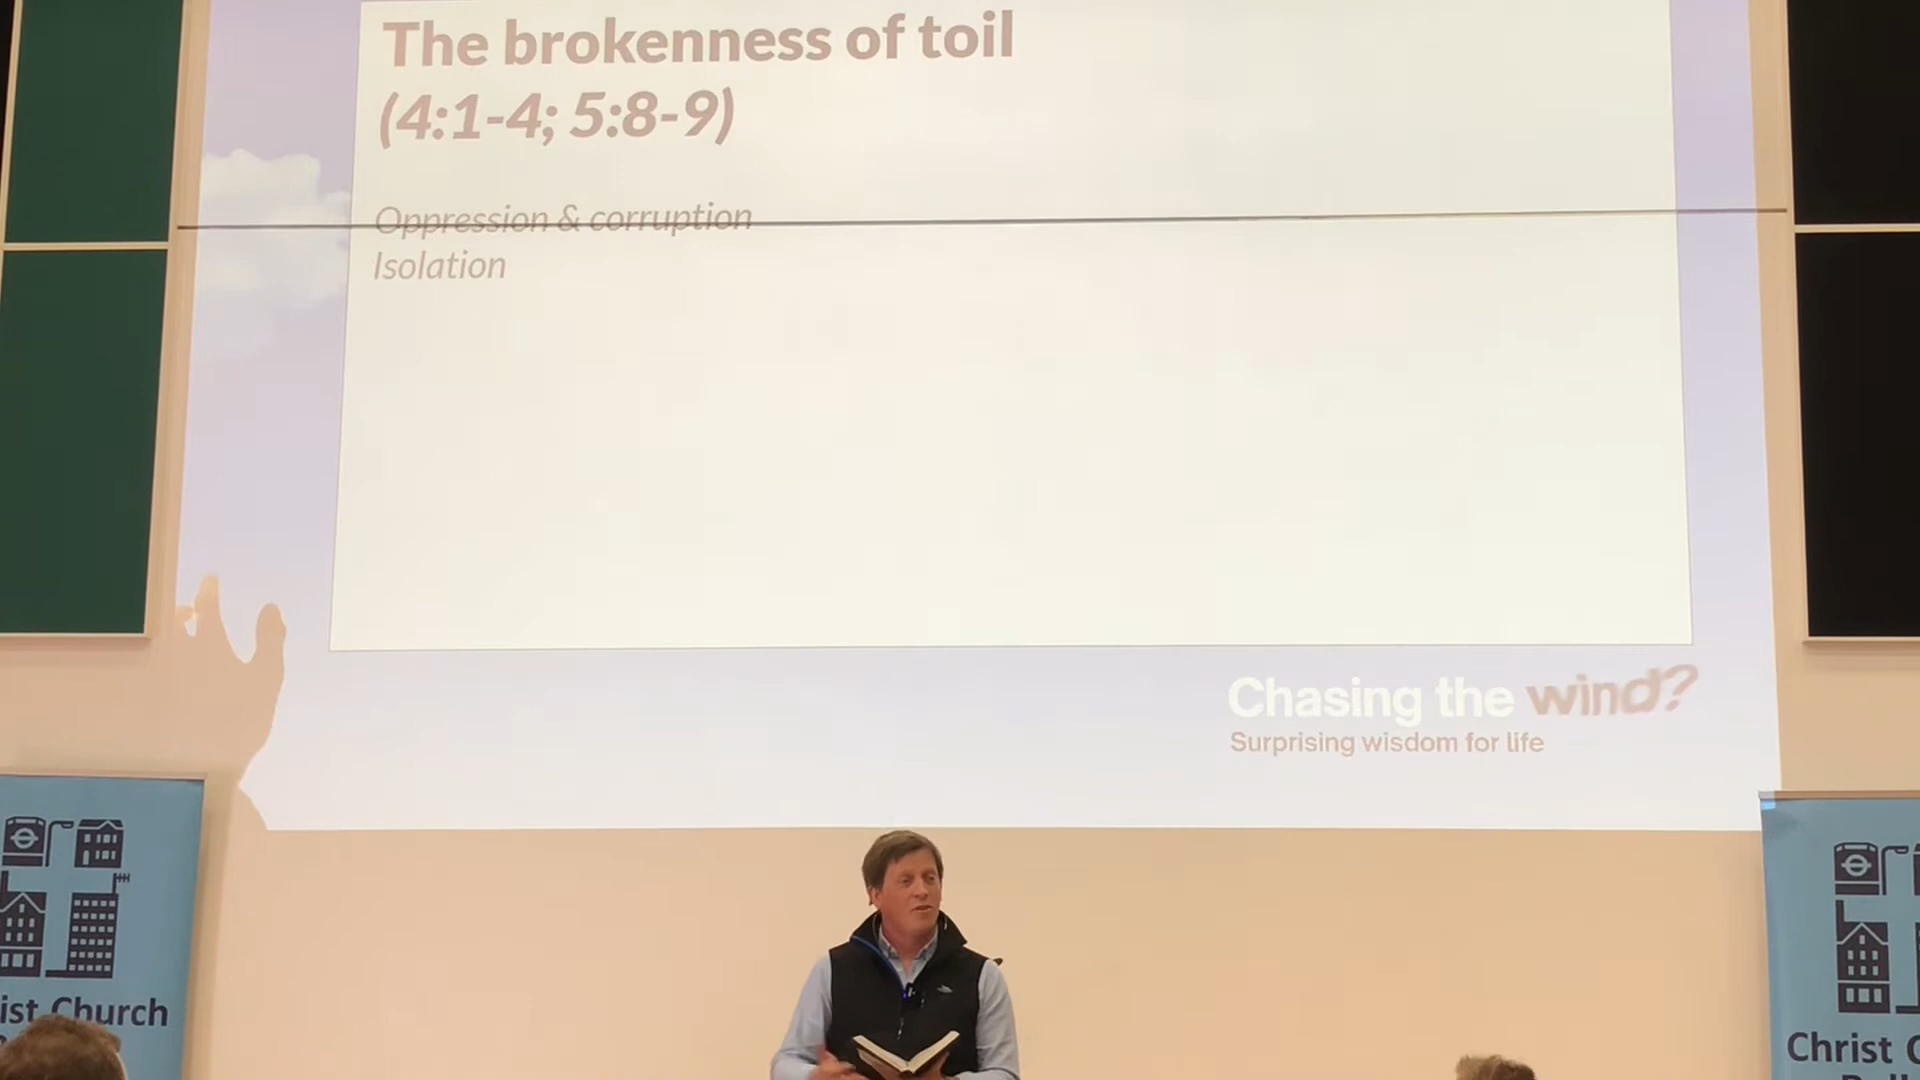 The brokenness of toil
(4:1-4; 5:8-9)
Oppression & corruption
Isolation
Chasing the wind?
Surprising wisdom for life
ist Church
Christ C